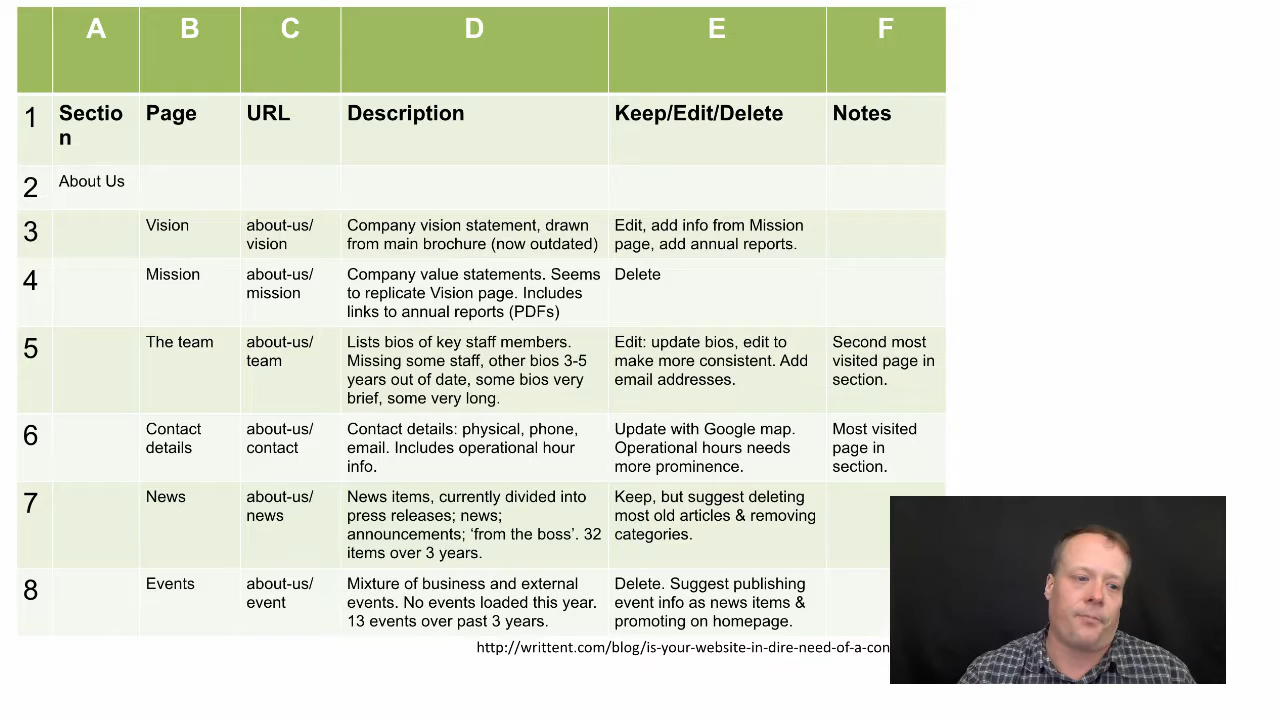 A B C D E F
1 Sectio Page URL Description Keep/Edit/Delete Notes
n
2 About Us
3 Vision about-us/ Company vision statement, drawn Edit, add info from Mission
vision from main brochure (now outdated) page, add annual reports.
4 Mission about-us/ Company value statements. Seems Delete
mission to replicate Vision page. Includes
links to annual reports (PDFs)
5 The team about-us/ Lists bios of key staff members. Edit: update bios, edit to Second most
team Missing some staff, other bios 3-5 make more consistent. Add visited page in
years out of date, some bios very email addresses. section.
brief, some very long.
6 Contact about-us/ Contact details: physical, phone, Update with Google map. Most visited
details contact email. Includes operational hour Operational hours needs page in
info. more prominence. section.
7 News about-us/ News items, currently divided into Keep, but suggest deleting
news press releases; news; most old articles & removing
announcements; ‘from the boss’. 32 categories.
items over 3 years.
8 Events about-us/ Mixture of business and external Delete. Suggest publishing
event events. No events loaded this year. event info as news items &
13 events over past 3 years. promoting on homepage.
http://writtent.com/blog/is-your-website-in-dire-need-of-a-con